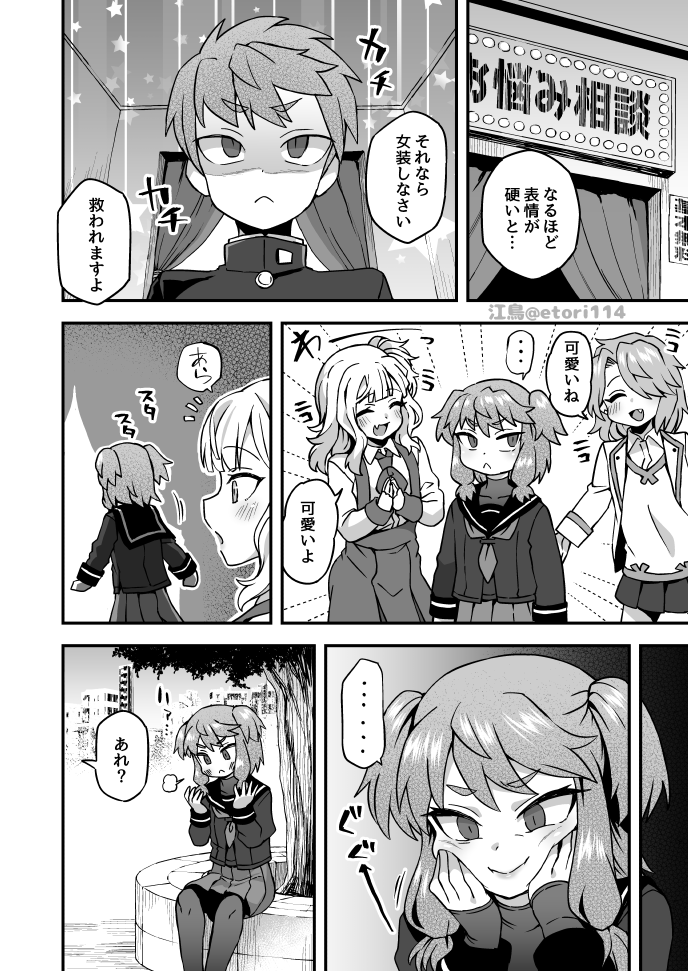 お悩み相談
なるほど
表情が
硬いと…
それなら
女装しなさい
救われますよ
カチ
カチ
江鳥@etori114
可愛いね
・・・
わっ
可愛いよ
あら
スタ
スタ
・・・・・
ぐぐ
いて…
あれ？